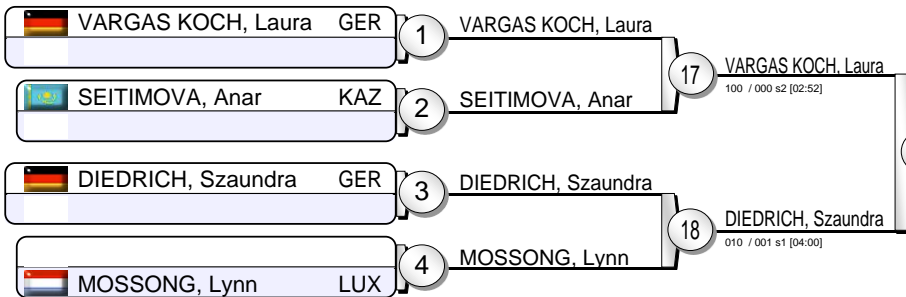 VARGAS KOCH, Laura GER
1
VARGAS KOCH, Laura
17
VARGAS KOCH, Laura
100 / 000 s2 [02:52]
SEITIMOVA, Anar KAZ
2
SEITIMOVA, Anar
DIEDRICH, Szaundra GER
3
DIEDRICH, Szaundra
18
DIEDRICH, Szaundra
010 / 001 s1 [04:00]
MOSSONG, Lynn LUX
4
MOSSONG, Lynn